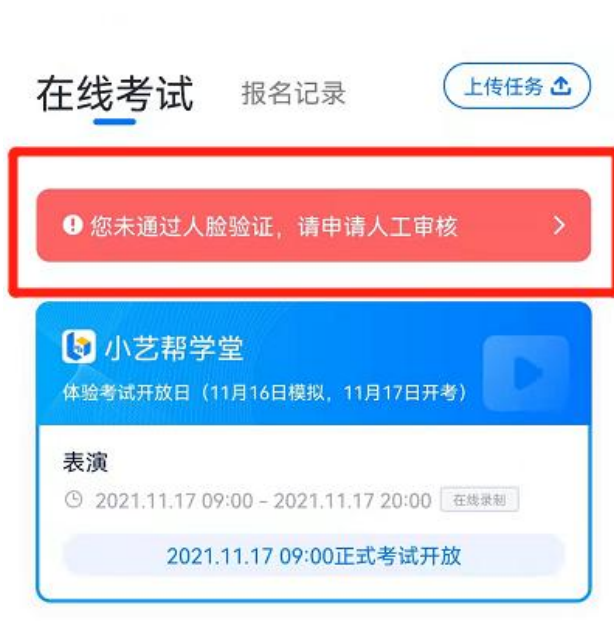 在线考试 报名记录 上传任务
您未通过人脸验证，请申请人工审核
小艺帮学堂
体验考试开放日（11月16日模拟，11月17日开考）
表演
2021.11.17 09:00 - 2021.11.17 20:00 在线录制
2021.11.17 09:00正式考试开放